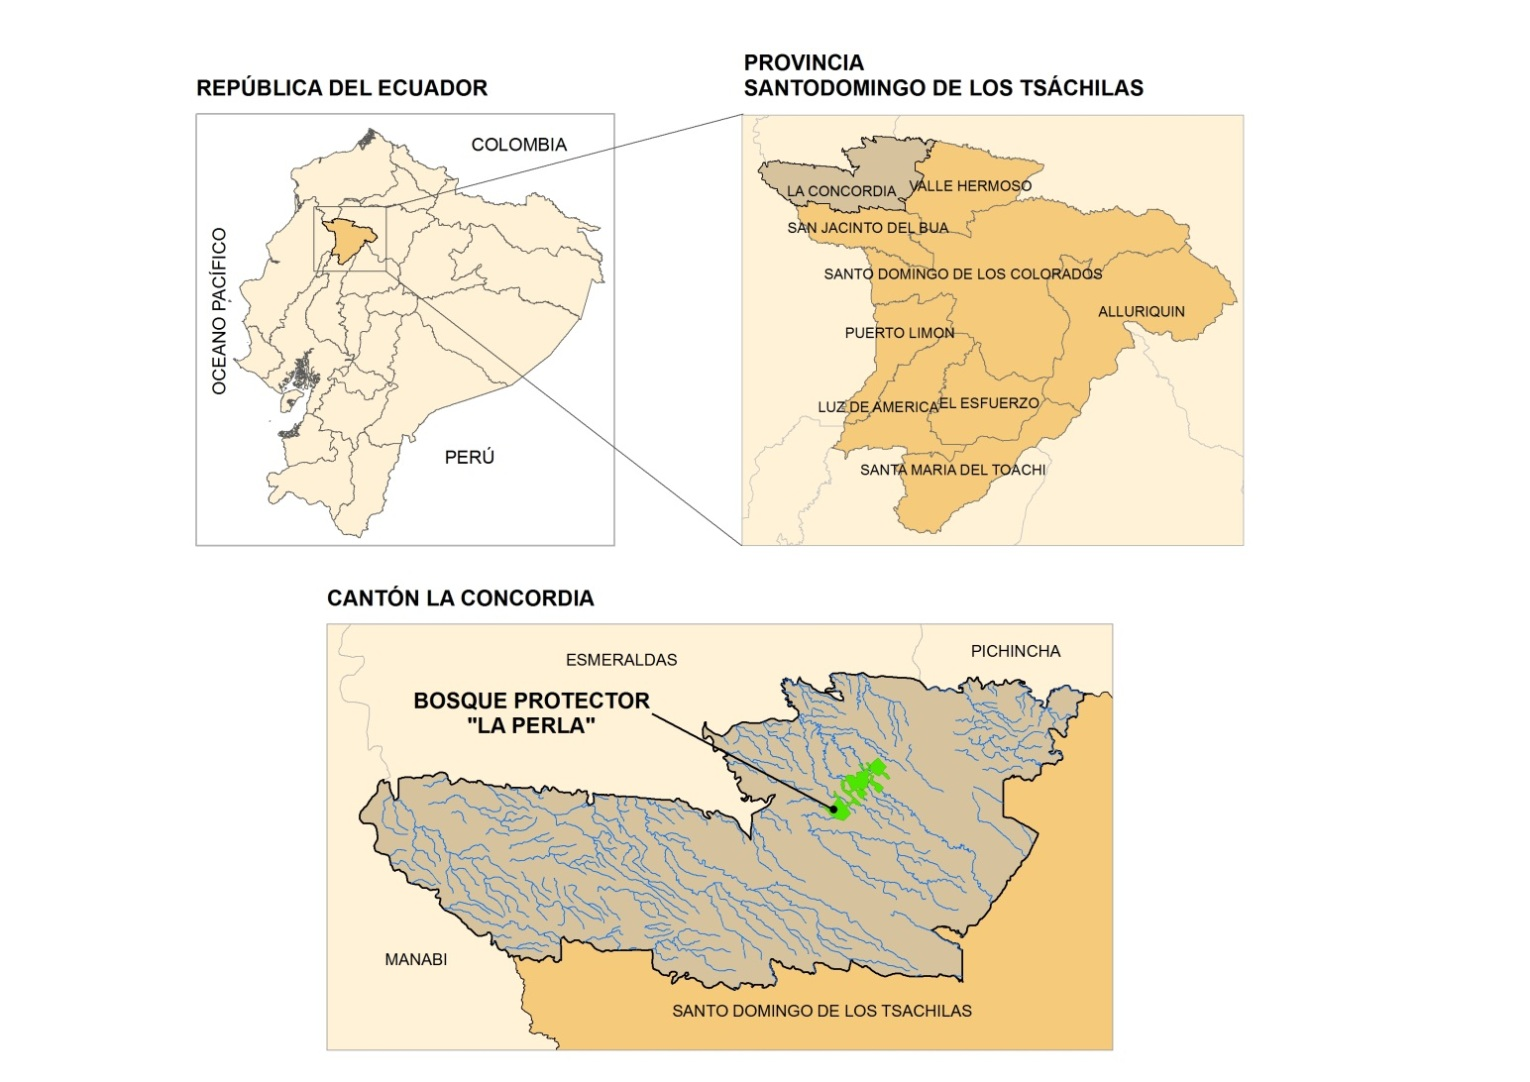 REPÚBLICA DEL ECUADOR
COLOMBIA
OCEANO PACÍFICO
PERÚ
PROVINCIA
SANTODOMINGO DE LOS TSÁCHILAS
LA CONCORDIA
VALLE HERMOSO
SAN JACINTO DEL BUA
SANTO DOMINGO DE LOS COLORADOS
ALLURIQUIN
PUERTO LIMON
LUZ DE AMERICA
EL ESFUERZO
SANTA MARIA DEL TOACHI
CANTÓN LA CONCORDIA
ESMERALDAS
PICHINCHA
BOSQUE PROTECTOR
"LA PERLA"
MANABI
SANTO DOMINGO DE LOS TSACHILAS